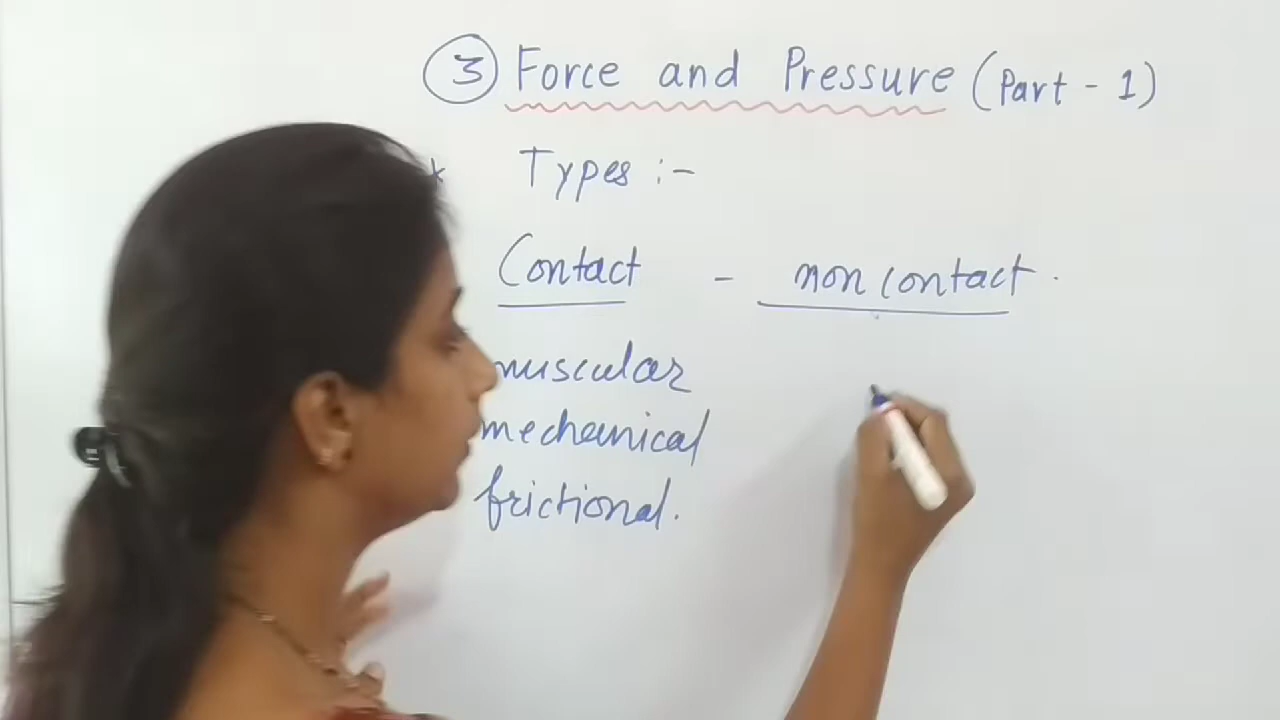 3 Force and Pressure (Part - 1)
* Types :-
Contact - non contact.
muscular
mechanical
frictional.